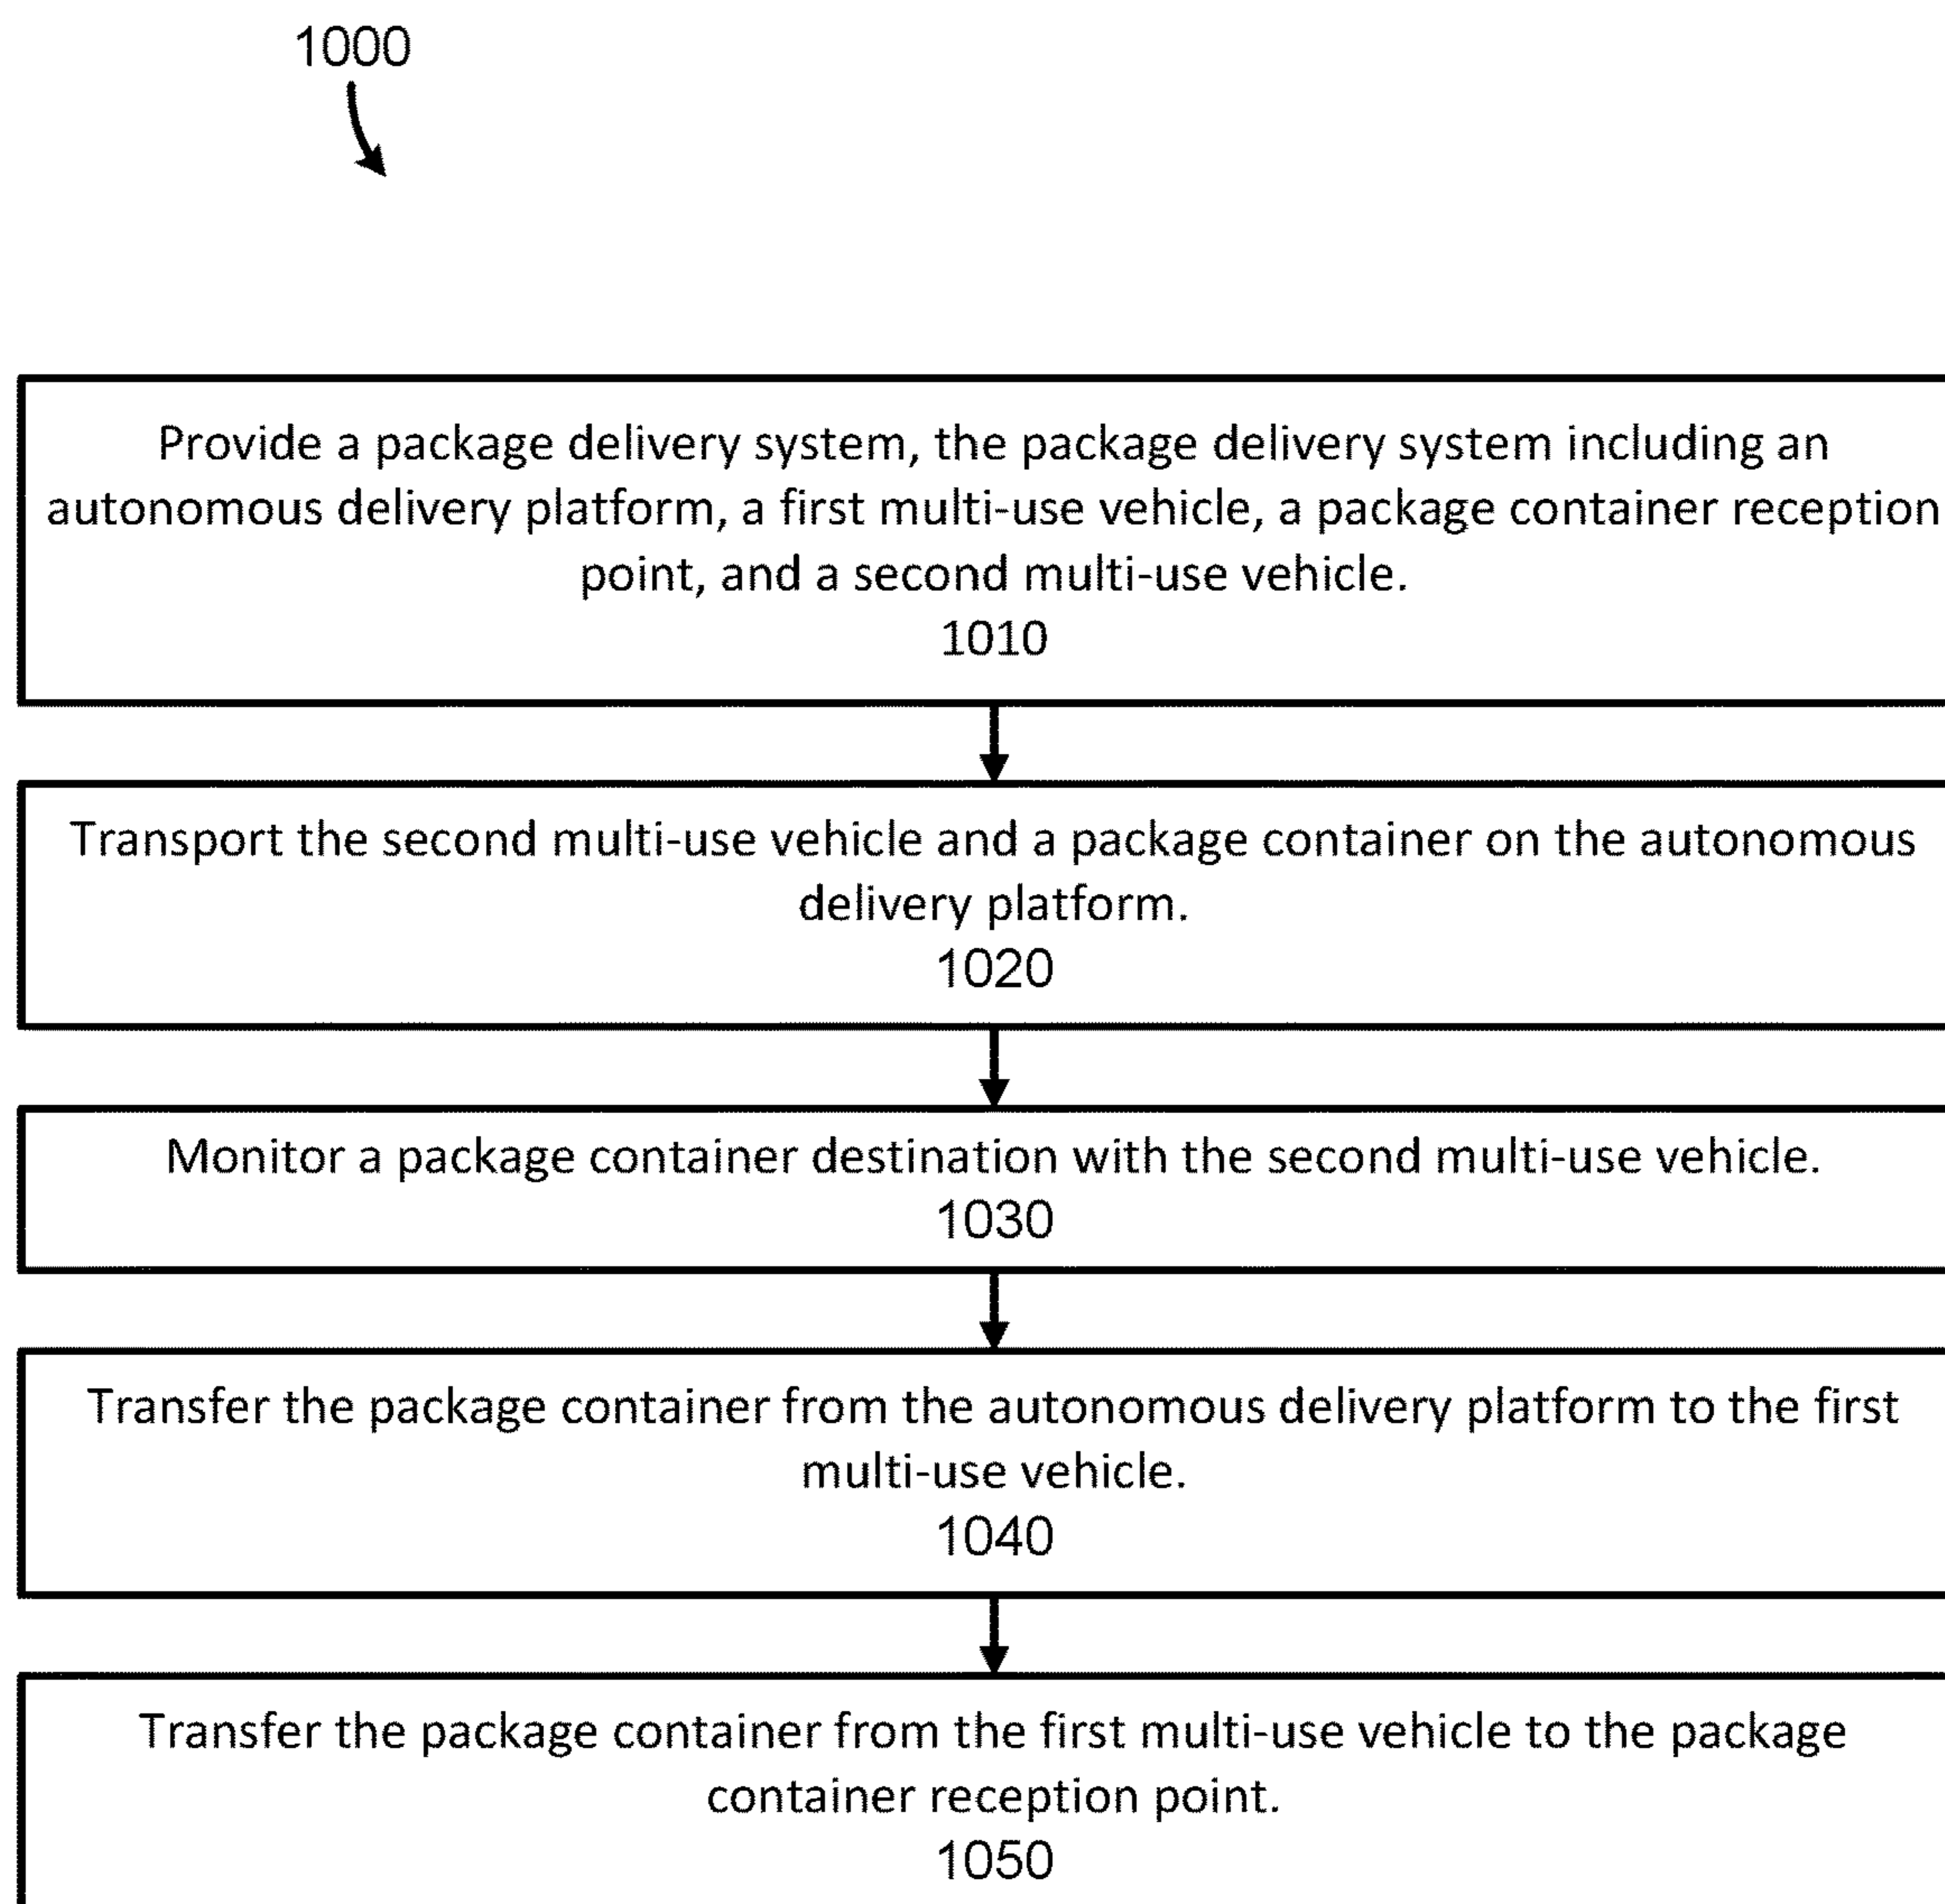 1000
Provide a package delivery system, the package delivery system including an
autonomous delivery platform, a first multi-use vehicle, a package container reception
point, and a second multi-use vehicle.
1010
Transport the second multi-use vehicle and a package container on the autonomous
delivery platform.
1020
Monitor a package container destination with the second multi-use vehicle.
1030
Transfer the package container from the autonomous delivery platform to the first
multi-use vehicle.
1040
Transfer the package container from the first multi-use vehicle to the package
container reception point.
1050